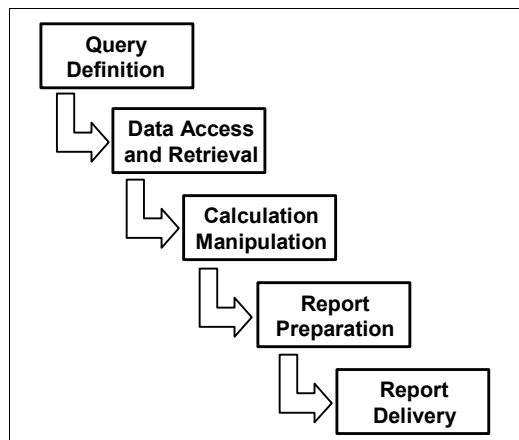 Query
Definition
Data Access
and Retrieval
Calculation
Manipulation
Report
Preparation
Report
Delivery